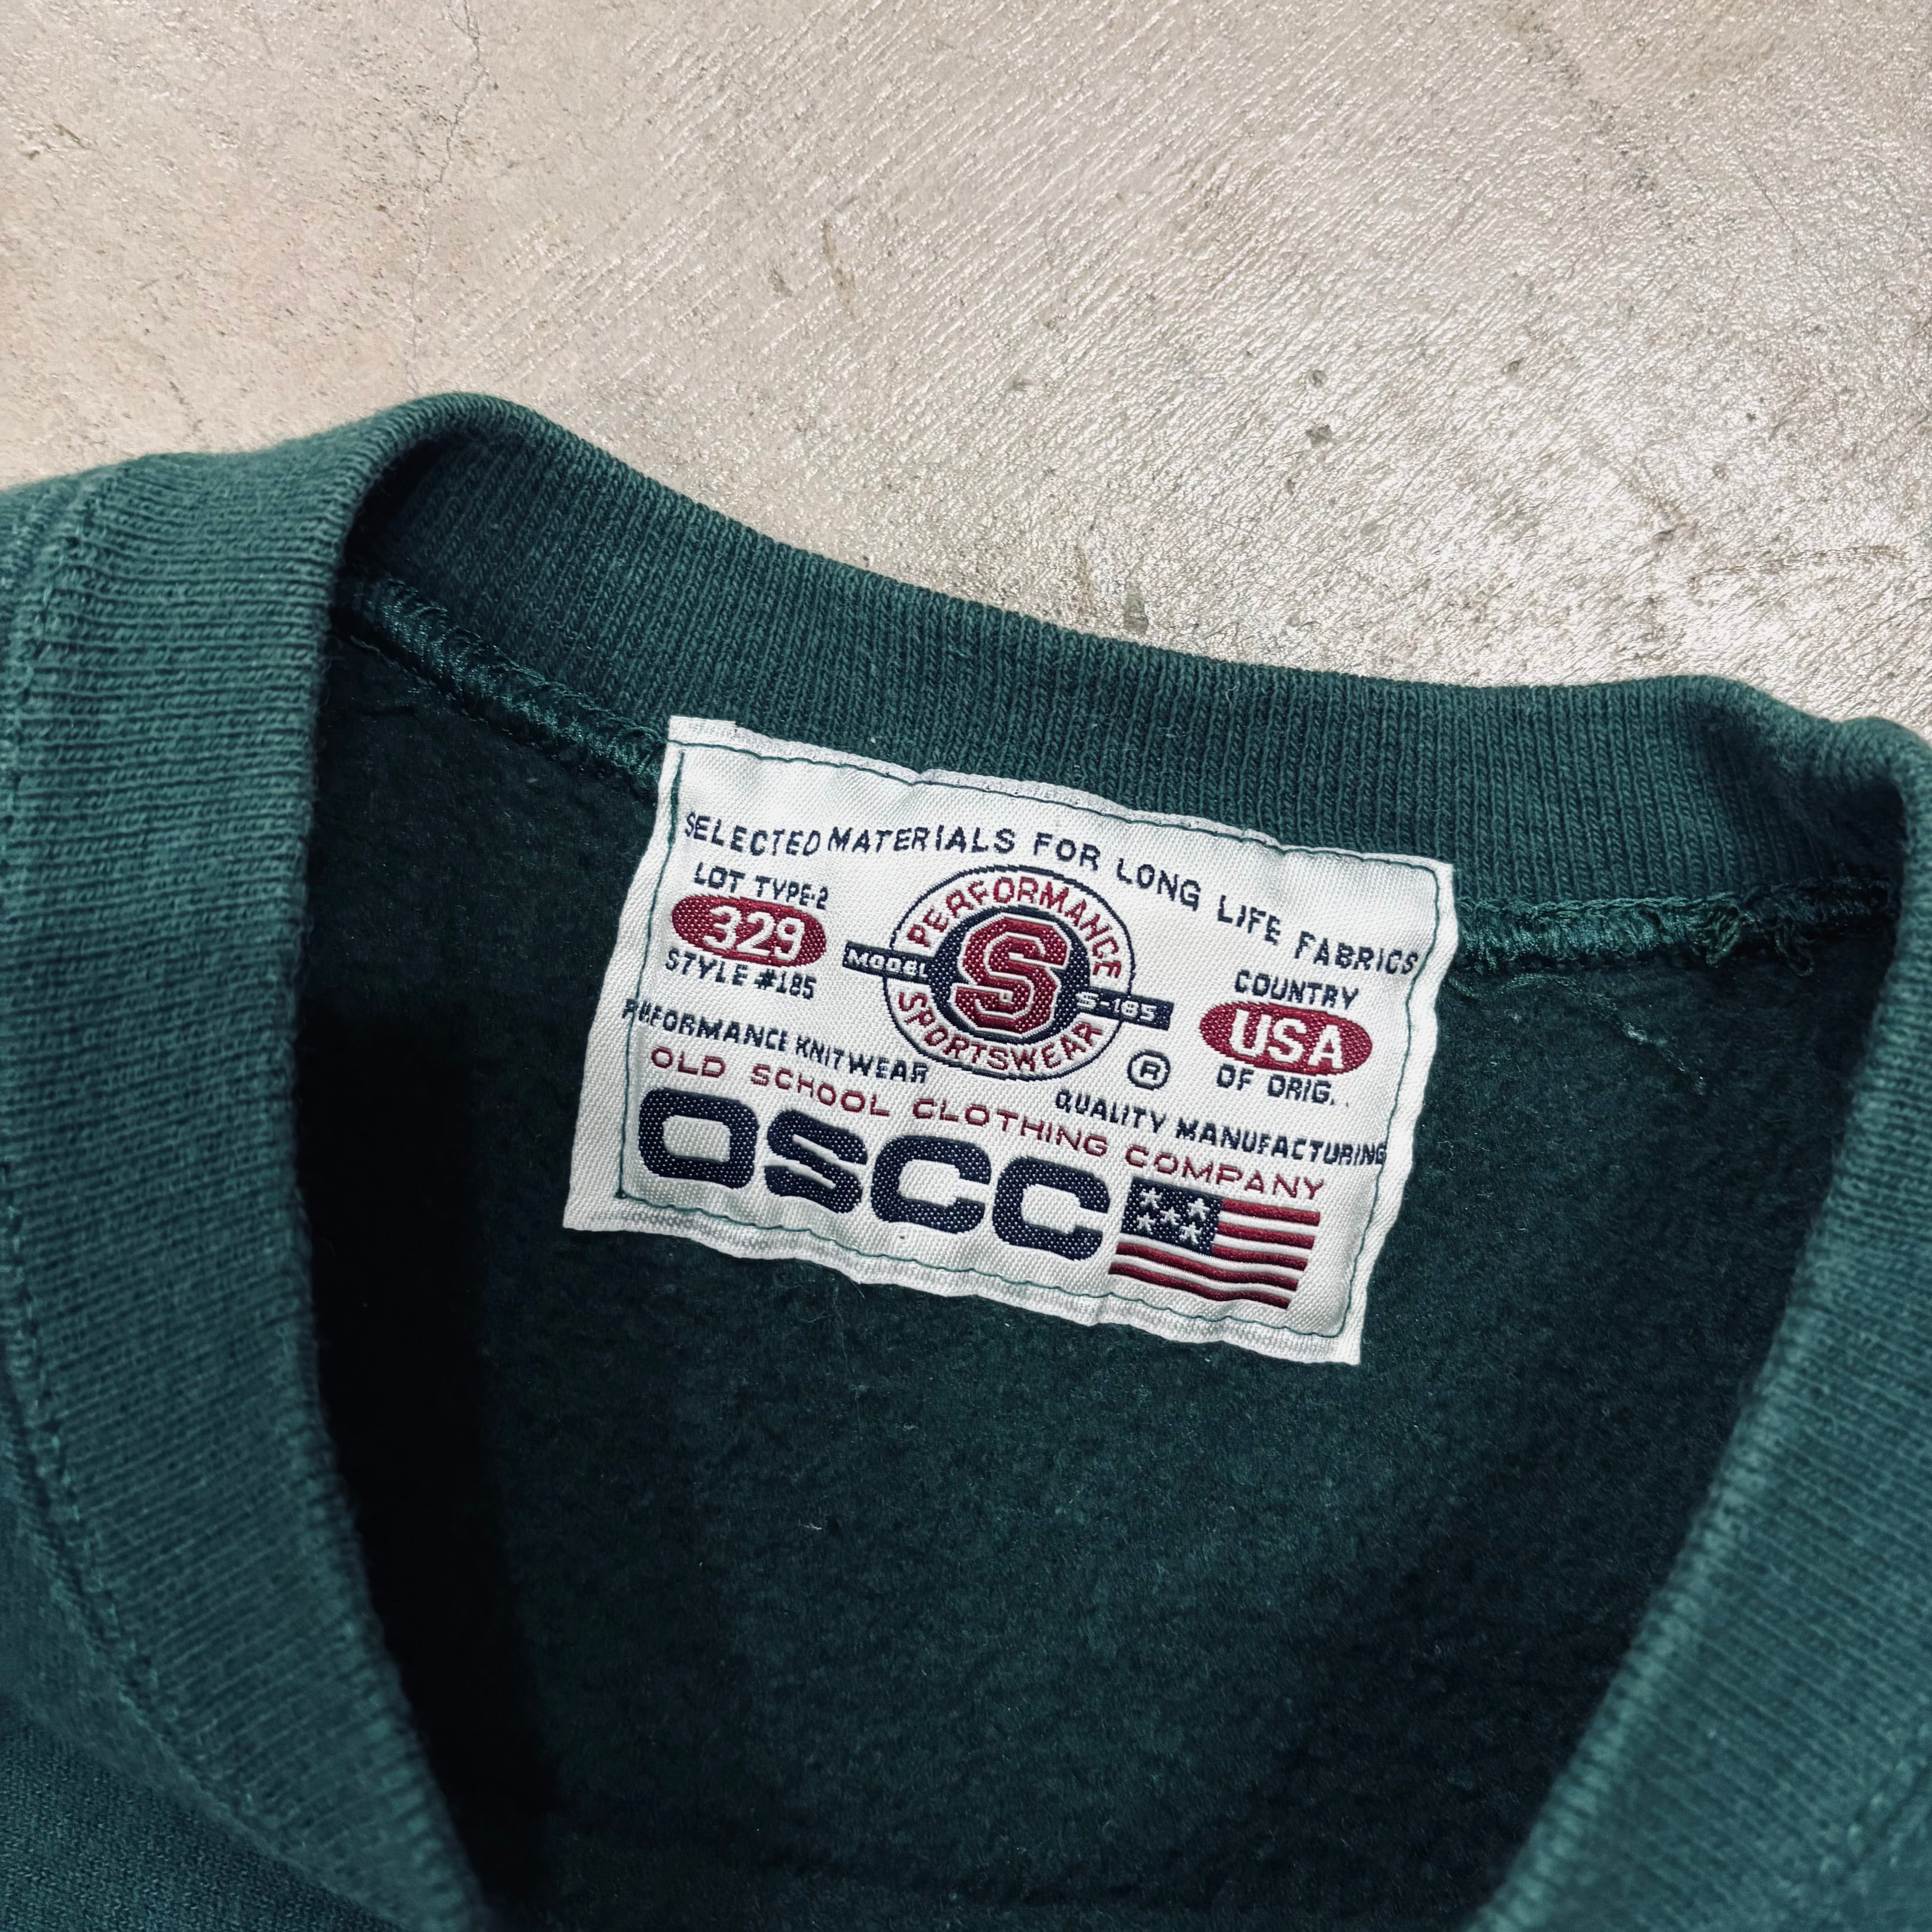 SELECTED MATERIALS FOR LONG LIFE FABRICS
LOT TYPE-2
329
STYLE #185
PERFORMANCE
MODEL
S
S-185
SPORTSWEAR
®
COUNTRY
USA
OF ORIG.
PERFORMANCE KNITWEAR
QUALITY MANUFACTURING
OLD SCHOOL CLOTHING COMPANY
OSCC